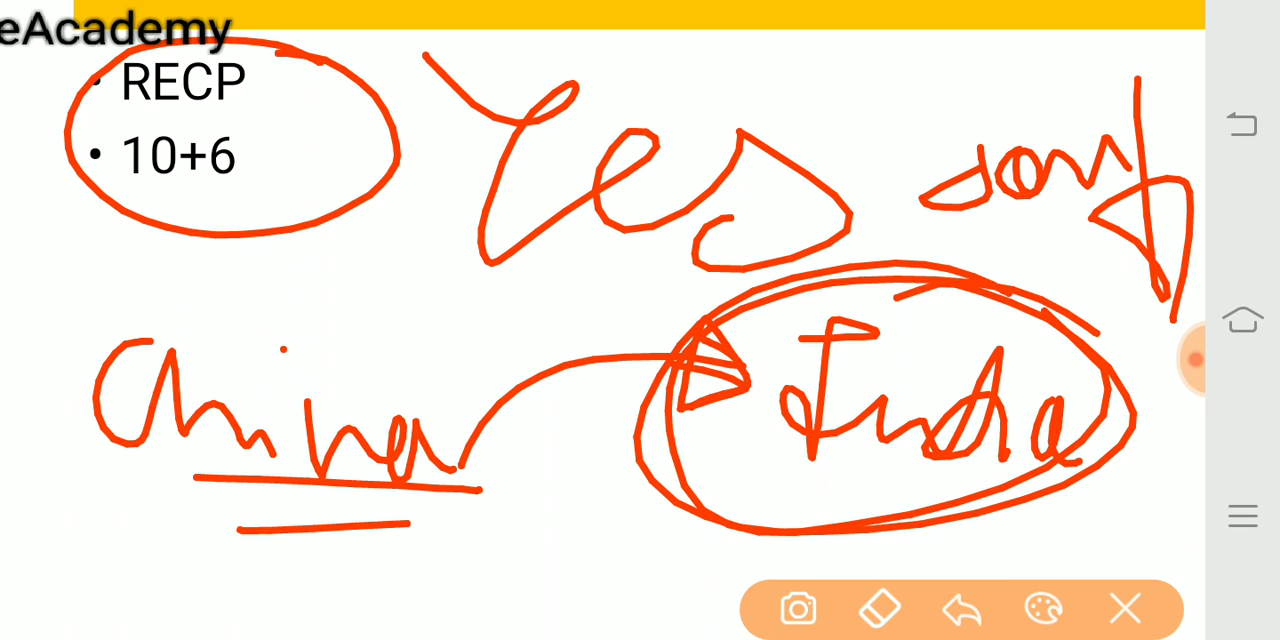 eAcademy
• RECP
• 10+6
Yes
China
India